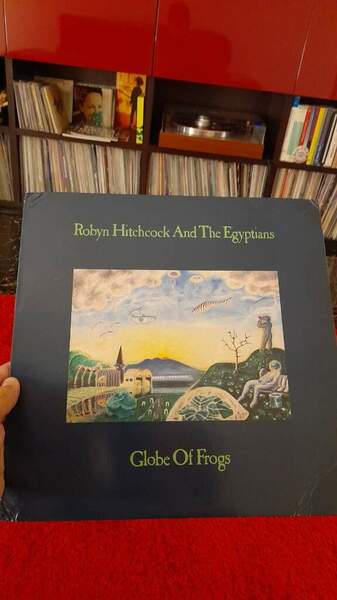 Robyn Hitchcock And The Egyptians
Globe Of Frogs